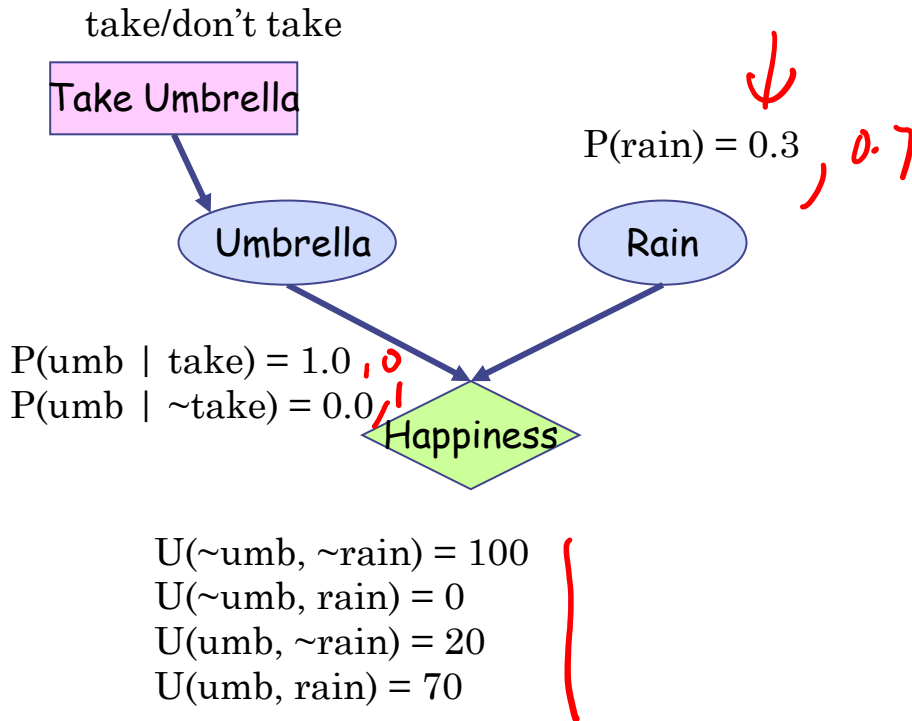 take/don't take
Take Umbrella
P(rain) = 0.3 , 0.7
Umbrella
Rain
P(umb | take) = 1.0 , 0
P(umb | ~take) = 0.0 , 1
Happiness
U(~umb, ~rain) = 100
U(~umb, rain) = 0
U(umb, ~rain) = 20
U(umb, rain) = 70